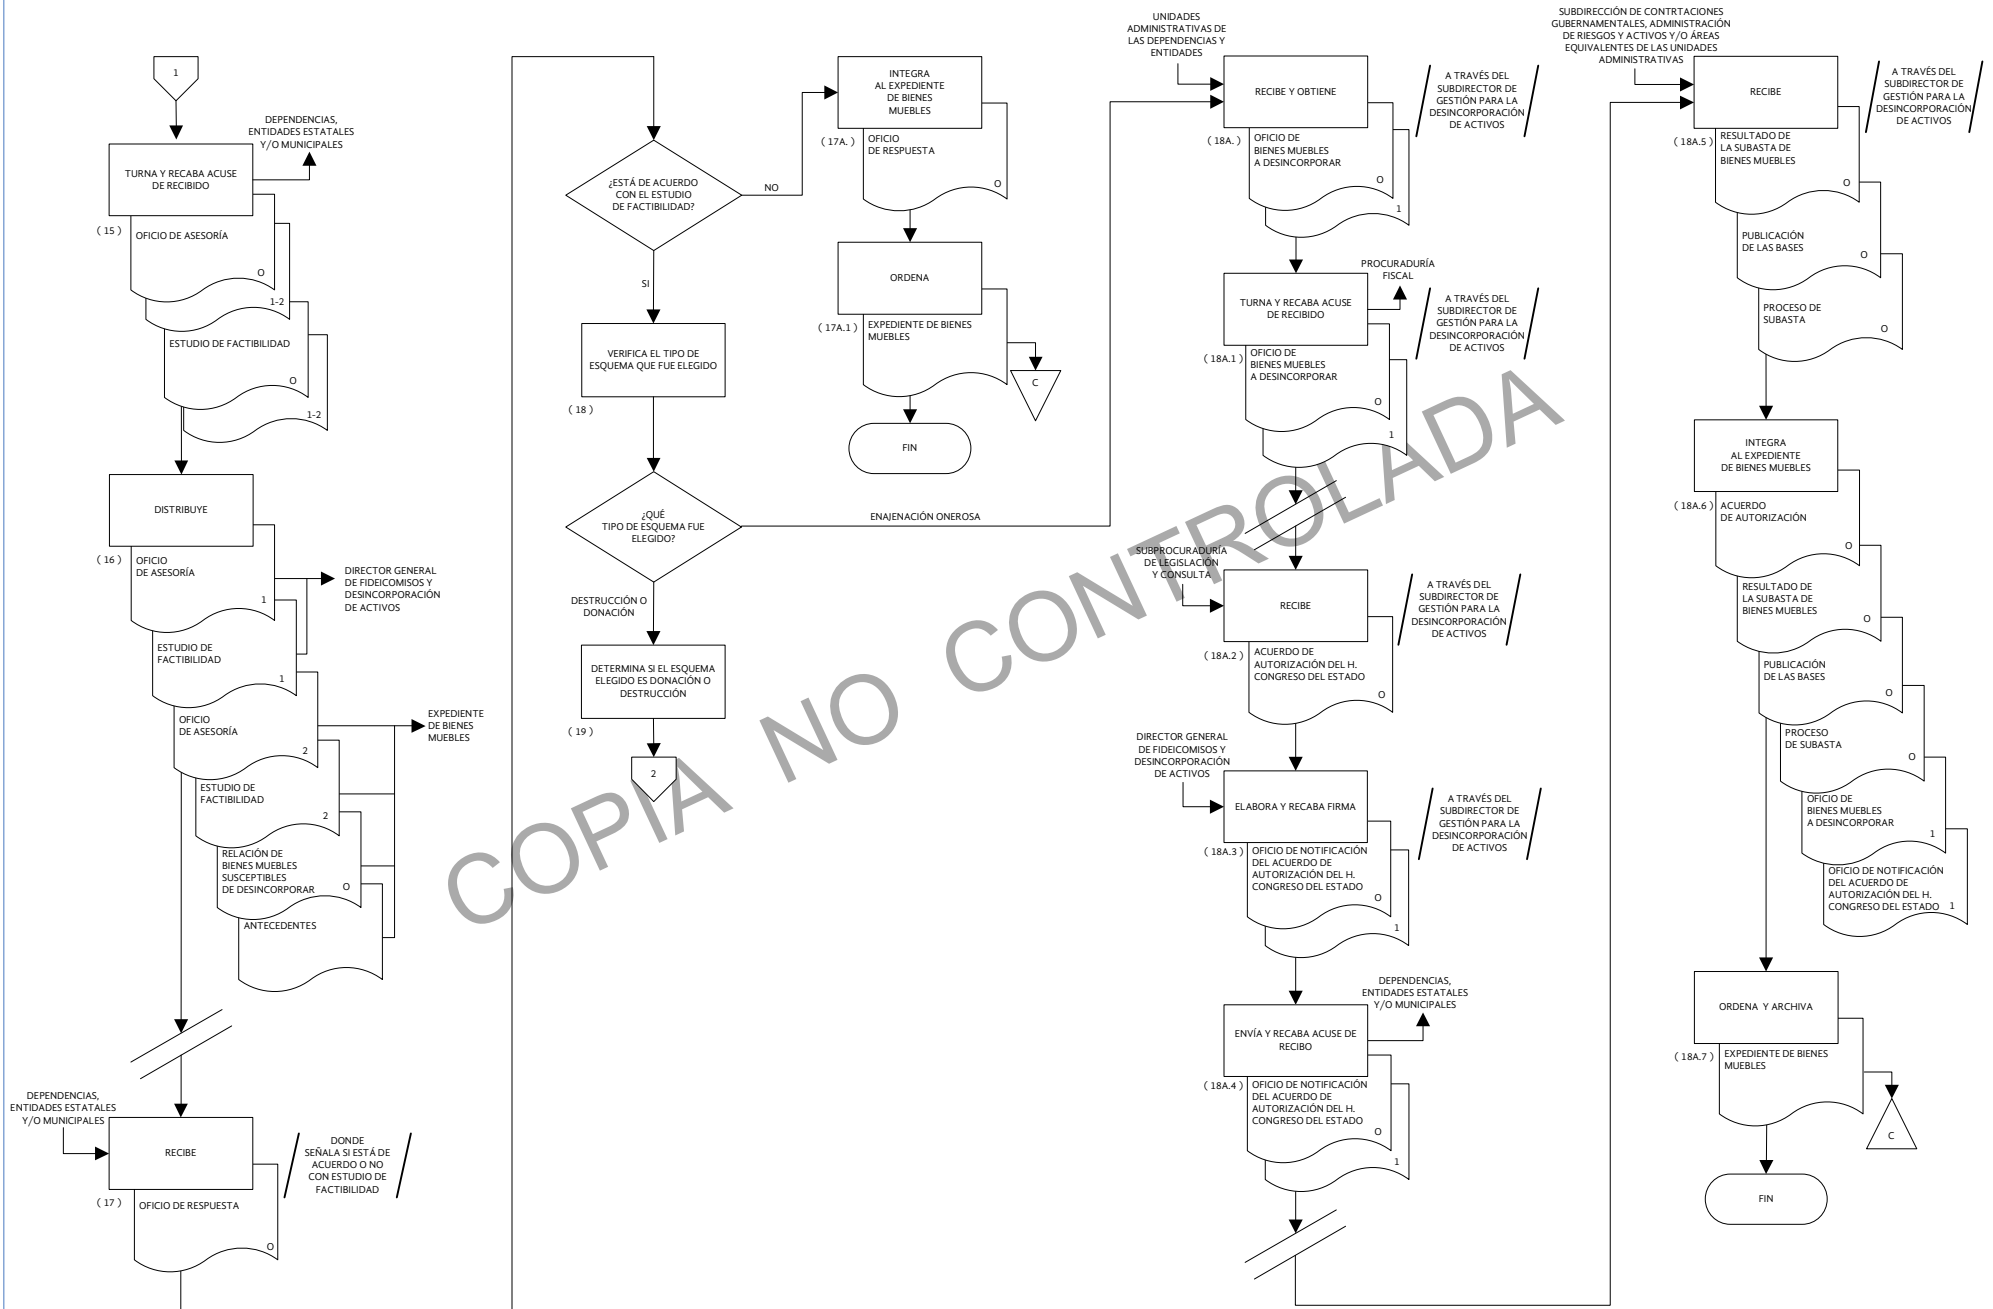 1
DEPENDENCIAS,
ENTIDADES ESTATALES
Y/O MUNICIPALES
TURNA Y RECABA ACUSE
DE RECIBIDO
( 15 )
OFICIO DE ASESORÍA
O
1-2
ESTUDIO DE FACTIBILIDAD
O
1-2
DISTRIBUYE
( 16 )
OFICIO
DE ASESORÍA
1
DIRECTOR GENERAL
DE FIDEICOMISOS Y
DESINCORPORACIÓN
DE ACTIVOS
ESTUDIO DE
FACTIBILIDAD
1
OFICIO
DE ASESORÍA
2
EXPEDIENTE
DE BIENES
MUEBLES
ESTUDIO DE
FACTIBILIDAD
2
RELACIÓN DE
BIENES MUEBLES
SUSCEPTIBLES
DE DESINCORPORAR
O
ANTECEDENTES
DEPENDENCIAS,
ENTIDADES ESTATALES
Y/O MUNICIPALES
RECIBE
DONDE
SEÑALA SI ESTÁ DE
ACUERDO O NO
CON ESTUDIO DE
FACTIBILIDAD
( 17 )
OFICIO DE RESPUESTA
O
¿ESTÁ DE ACUERDO
CON EL ESTUDIO
DE FACTIBILIDAD?
NO
SI
VERIFICA EL TIPO DE
ESQUEMA QUE FUE ELEGIDO
( 18 )
¿QUÉ
TIPO DE ESQUEMA FUE
ELEGIDO?
ENAJENACIÓN ONEROSA
DESTRUCCIÓN O
DONACIÓN
DETERMINA SI EL ESQUEMA
ELEGIDO ES DONACIÓN O
DESTRUCCIÓN
( 19 )
2
INTEGRA
AL EXPEDIENTE
DE BIENES
MUEBLES
( 17A. )
OFICIO
DE RESPUESTA
O
ORDENA
( 17A.1 )
EXPEDIENTE DE BIENES
MUEBLES
C
FIN
UNIDADES
ADMINISTRATIVAS DE
LAS DEPENDENCIAS Y
ENTIDADES
RECIBE Y OBTIENE
A TRAVÉS DEL
SUBDIRECTOR DE
GESTIÓN PARA LA
DESINCORPORACIÓN
DE ACTIVOS
( 18A. )
OFICIO DE
BIENES MUEBLES
A DESINCORPORAR
O
1
PROCURADURÍA
FISCAL
TURNA Y RECABA ACUSE
DE RECIBIDO
A TRAVÉS DEL
SUBDIRECTOR DE
GESTIÓN PARA LA
DESINCORPORACIÓN
DE ACTIVOS
( 18A.1 )
OFICIO DE
BIENES MUEBLES
A DESINCORPORAR
O
1
SUBPROCURADURÍA
DE LEGISLACIÓN
Y CONSULTA
RECIBE
A TRAVÉS DEL
SUBDIRECTOR DE
GESTIÓN PARA LA
DESINCORPORACIÓN
DE ACTIVOS
( 18A.2 )
ACUERDO DE
AUTORIZACIÓN DEL H.
CONGRESO DEL ESTADO
O
DIRECTOR GENERAL
DE FIDEICOMISOS Y
DESINCORPORACIÓN
DE ACTIVOS
ELABORA Y RECABA FIRMA
A TRAVÉS DEL
SUBDIRECTOR DE
GESTIÓN PARA LA
DESINCORPORACIÓN
DE ACTIVOS
( 18A.3 )
OFICIO DE NOTIFICACIÓN
DEL ACUERDO DE
AUTORIZACIÓN DEL H.
CONGRESO DEL ESTADO
O
1
DEPENDENCIAS,
ENTIDADES ESTATALES
Y/O MUNICIPALES
ENVÍA Y RECABA ACUSE DE
RECIBO
( 18A.4 )
OFICIO DE NOTIFICACIÓN
DEL ACUERDO DE
AUTORIZACIÓN DEL H.
CONGRESO DEL ESTADO
O
1
SUBDIRECCIÓN DE CONTRTACIONES
GUBERNAMENTALES, ADMINISTRACIÓN
DE RIESGOS Y ACTIVOS Y/O ÁREAS
EQUIVALENTES DE LAS UNIDADES
ADMINISTRATIVAS
RECIBE
A TRAVÉS DEL
SUBDIRECTOR DE
GESTIÓN PARA LA
DESINCORPORACIÓN
DE ACTIVOS
( 18A.5 )
RESULTADO DE
LA SUBASTA DE
BIENES MUEBLES
O
PUBLICACIÓN
DE LAS BASES
O
PROCESO DE
SUBASTA
O
INTEGRA
AL EXPEDIENTE
DE BIENES MUEBLES
( 18A.6 )
ACUERDO
DE AUTORIZACIÓN
O
RESULTADO DE
LA SUBASTA DE
BIENES MUEBLES
O
PUBLICACIÓN
DE LAS BASES
O
PROCESO
DE SUBASTA
O
OFICIO DE
BIENES MUEBLES
A DESINCORPORAR
1
OFICIO DE NOTIFICACIÓN
DEL ACUERDO DE
AUTORIZACIÓN DEL H.
CONGRESO DEL ESTADO
1
ORDENA Y ARCHIVA
( 18A.7 )
EXPEDIENTE DE BIENES
MUEBLES
C
FIN
COPIA NO CONTROLADA